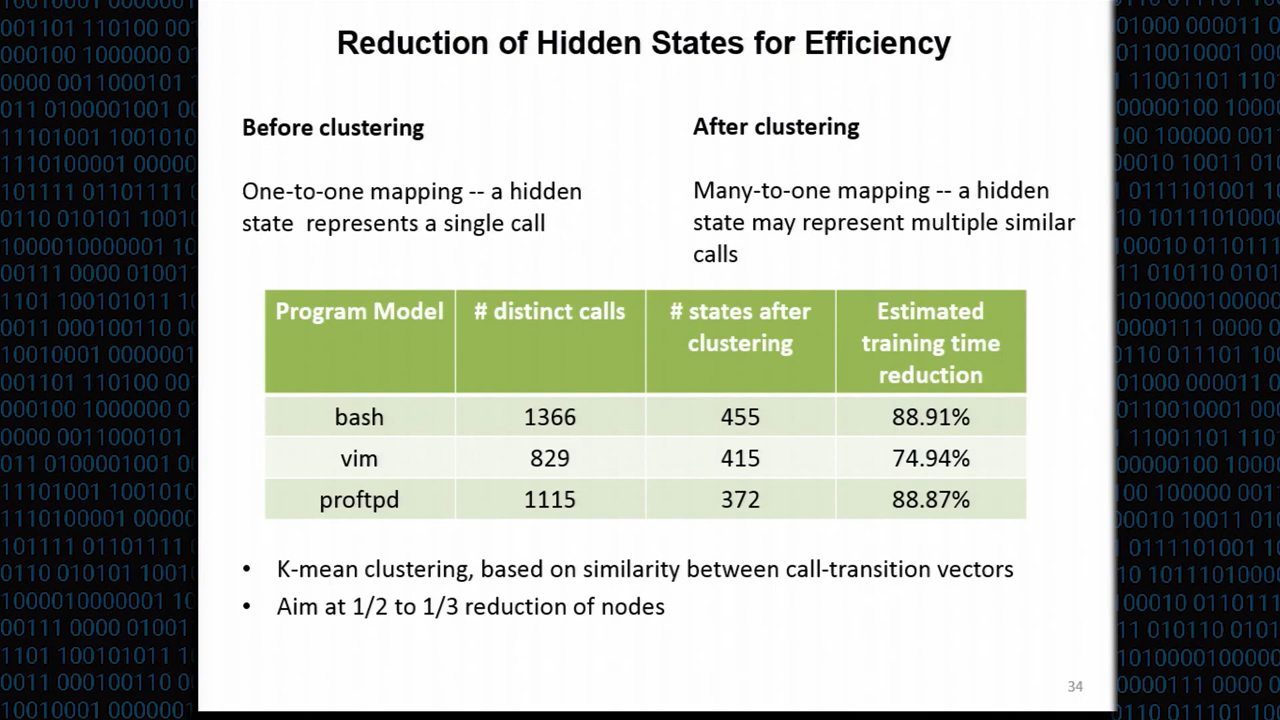 Reduction of Hidden States for Efficiency
Before clustering
One-to-one mapping -- a hidden
state represents a single call
After clustering
Many-to-one mapping -- a hidden
state may represent multiple similar
calls
Program Model # distinct calls # states after clustering Estimated training time reduction
bash 1366 455 88.91%
vim 829 415 74.94%
proftpd 1115 372 88.87%
• K-mean clustering, based on similarity between call-transition vectors
• Aim at 1/2 to 1/3 reduction of nodes
34